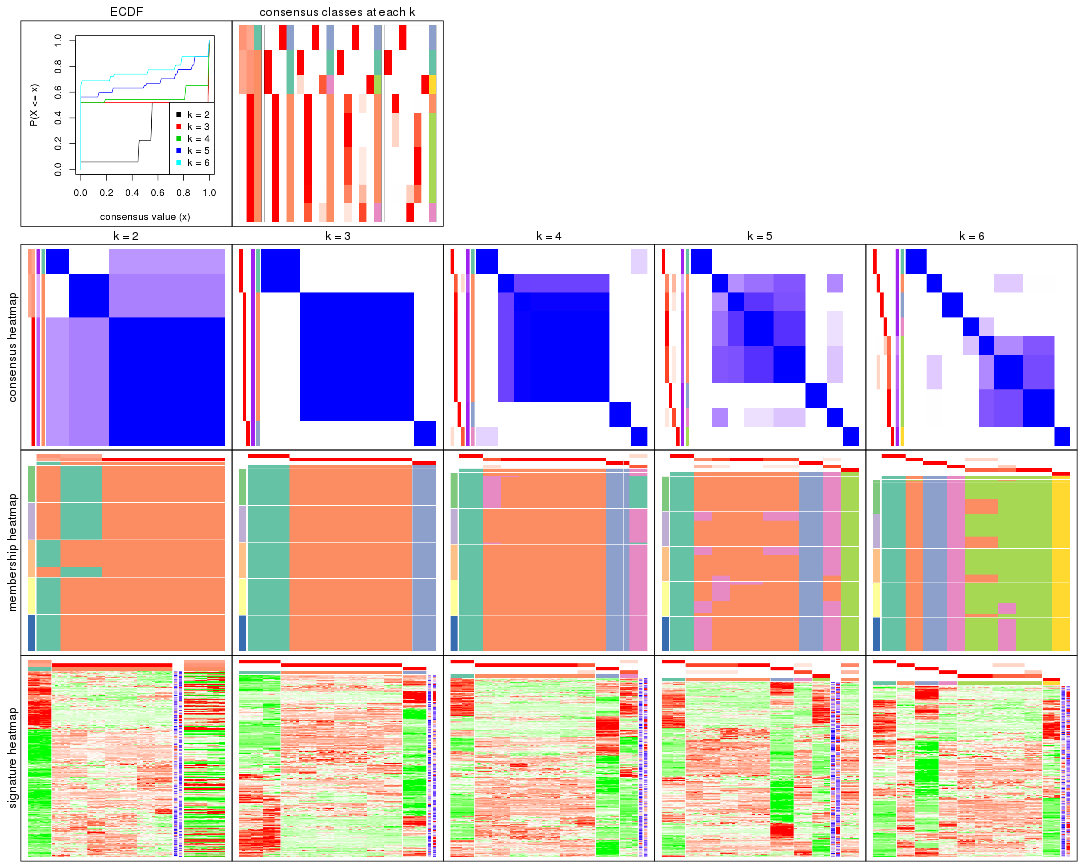 ECDF
consensus classes at each k
P(X <= x)
0.0 0.2 0.4 0.6 0.8 1.0
k = 2
k = 3
k = 4
k = 5
k = 6
0.0 0.2 0.4 0.6 0.8 1.0
consensus value (x)
k = 2
k = 3
k = 4
k = 5
k = 6
consensus heatmap
membership heatmap
signature heatmap